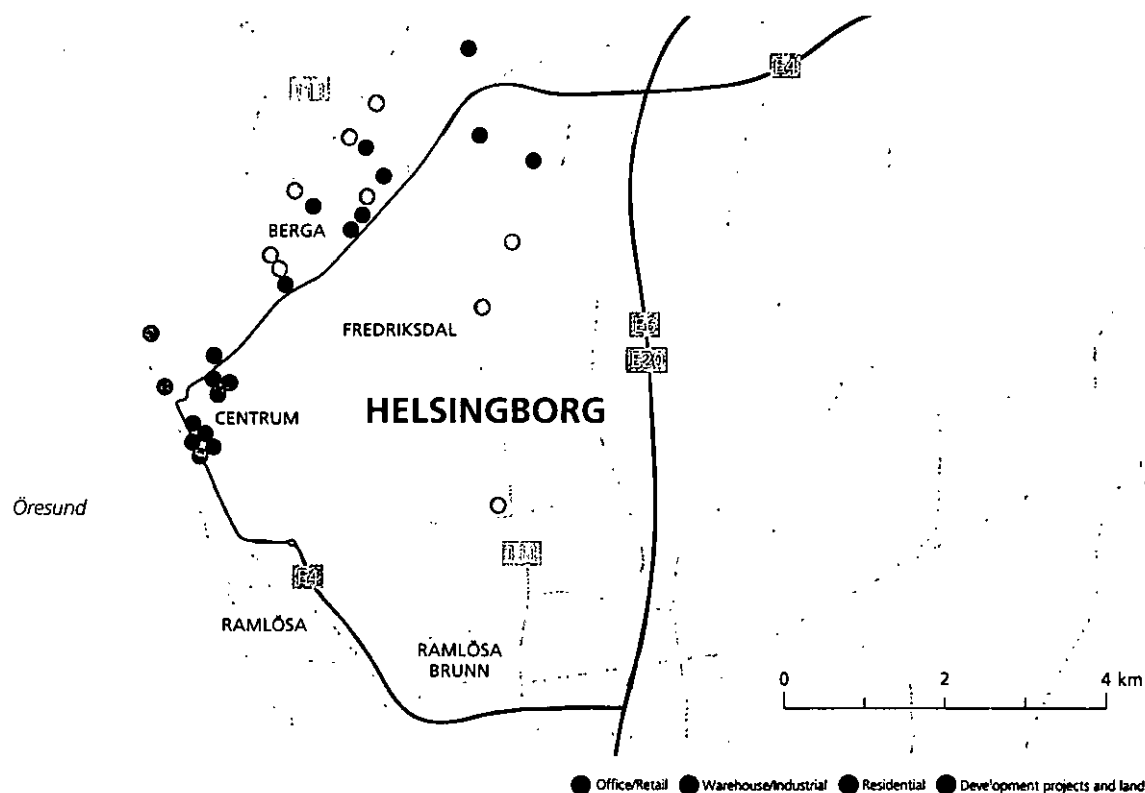 E4
BERGA
FREDRIKSDAL
E6
E20
CENTRUM
HELSINGBORG
Öresund
E4
RAMLÖSA
RAMLÖSA
BRUNN
0 2 4 km
Office/Retail Warehouse/Industrial Residential Development projects and land